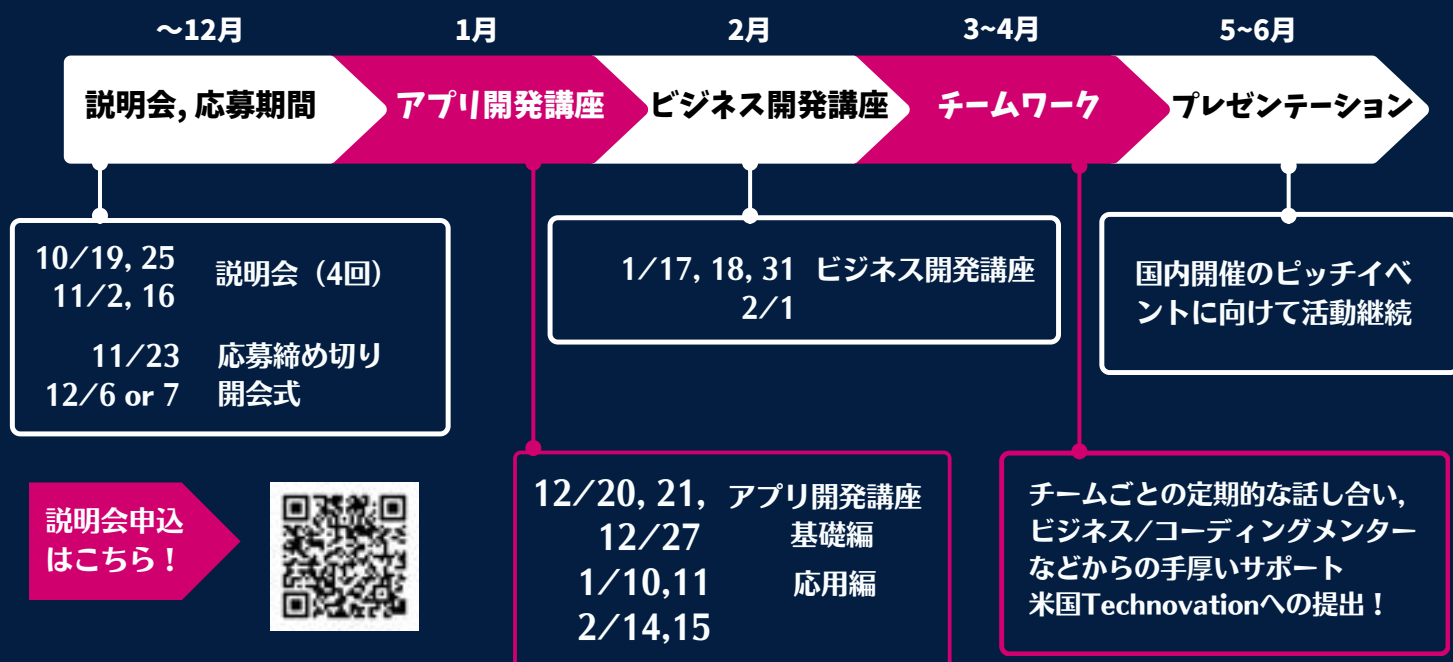 ～12月
1月
2月
3~4月
5~6月
説明会, 応募期間
アプリ開発講座
ビジネス開発講座
チームワーク
プレゼンテーション
10/19, 25
11/2, 16
説明会（4回）
11/23 応募締め切り
12/6 or 7 開会式
1/17, 18, 31 ビジネス開発講座
2/1
国内開催のピッチイベ
ントに向けて活動継続
説明会申込
はこちら！
12/20, 21, アプリ開発講座
12/27 基礎編
1/10,11 応用編
2/14,15
チームごとの定期的な話し合い,
ビジネス/コーディングメンター
などからの手厚いサポート
米国Technovationへの提出！